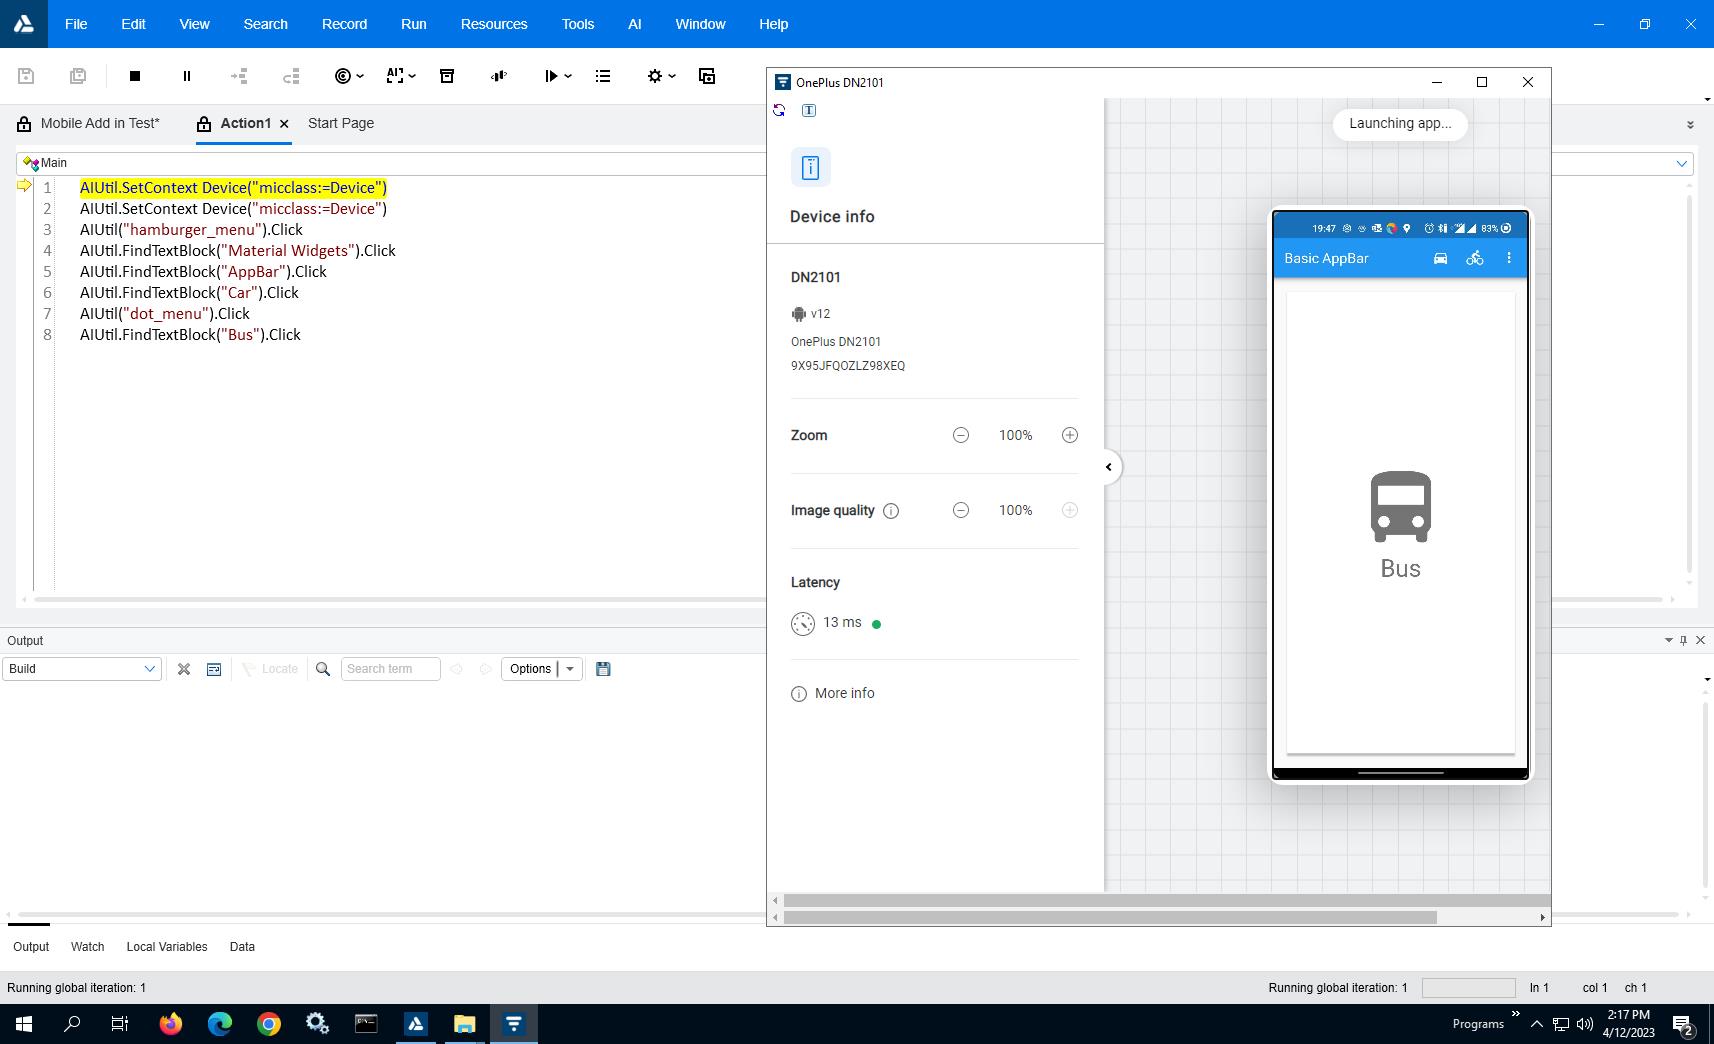 File Edit View Search Record Run Resources Tools AI Window Help
OnePlus DN2101
Mobile Add in Test* Action1 Start Page
Main
1 AIUtil.SetContext Device("micclass:=Device")
2 AIUtil.SetContext Device("micclass:=Device")
3 AIUtil("hamburger_menu").Click
4 AIUtil.FindTextBlock("Material Widgets").Click
5 AIUtil.FindTextBlock("AppBar").Click
6 AIUtil.FindTextBlock("Car").Click
7 AIUtil("dot_menu").Click
8 AIUtil.FindTextBlock("Bus").Click
Device info
DN2101
v12
OnePlus DN2101
9X95JFQOZLZ98XEQ
Zoom 100%
Image quality 100%
Latency
13 ms
More info
Launching app...
19:47 83%
Basic AppBar
Bus
Output
Build Locate Search term Options
Output Watch Local Variables Data
Running global iteration: 1 Running global iteration: 1 ln 1 col 1 ch 1
Programs 2:17 PM
4/12/2023 2